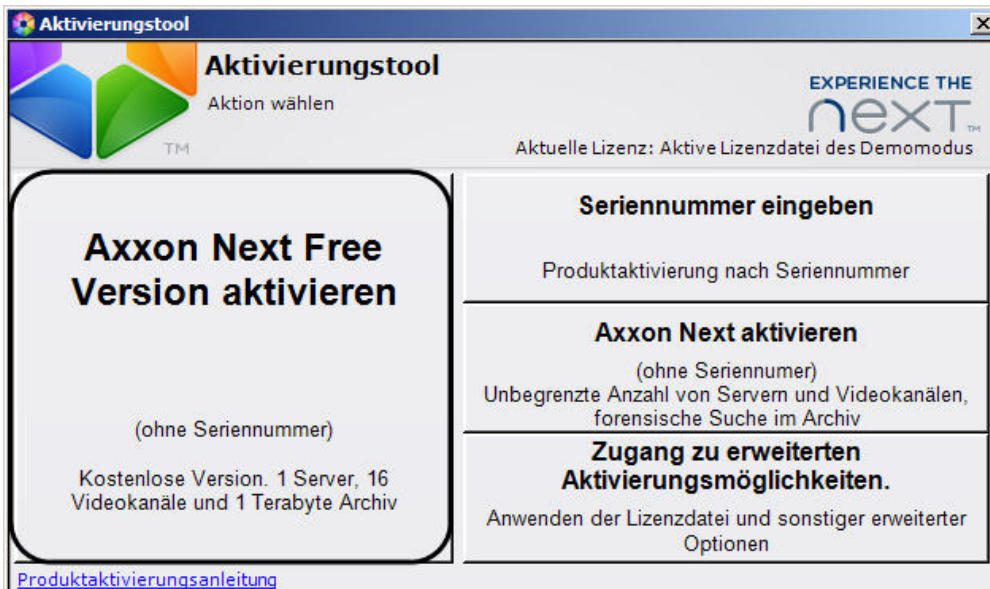 Aktivierungstool
Aktivierungstool
Aktion wählen
EXPERIENCE THE
next™
TM
Aktuelle Lizenz: Aktive Lizenzdatei des Demomodus
Axxon Next Free
Version aktivieren
(ohne Seriennummer)
Kostenlose Version. 1 Server, 16
Videokanäle und 1 Terabyte Archiv
Seriennummer eingeben
Produktaktivierung nach Seriennummer
Axxon Next aktivieren
(ohne Seriennumer)
Unbegrenzte Anzahl von Servern und Videokanälen,
forensische Suche im Archiv
Zugang zu erweiterten
Aktivierungsmöglichkeiten.
Anwenden der Lizenzdatei und sonstiger erweiterter
Optionen
Produktaktivierungsanleitung